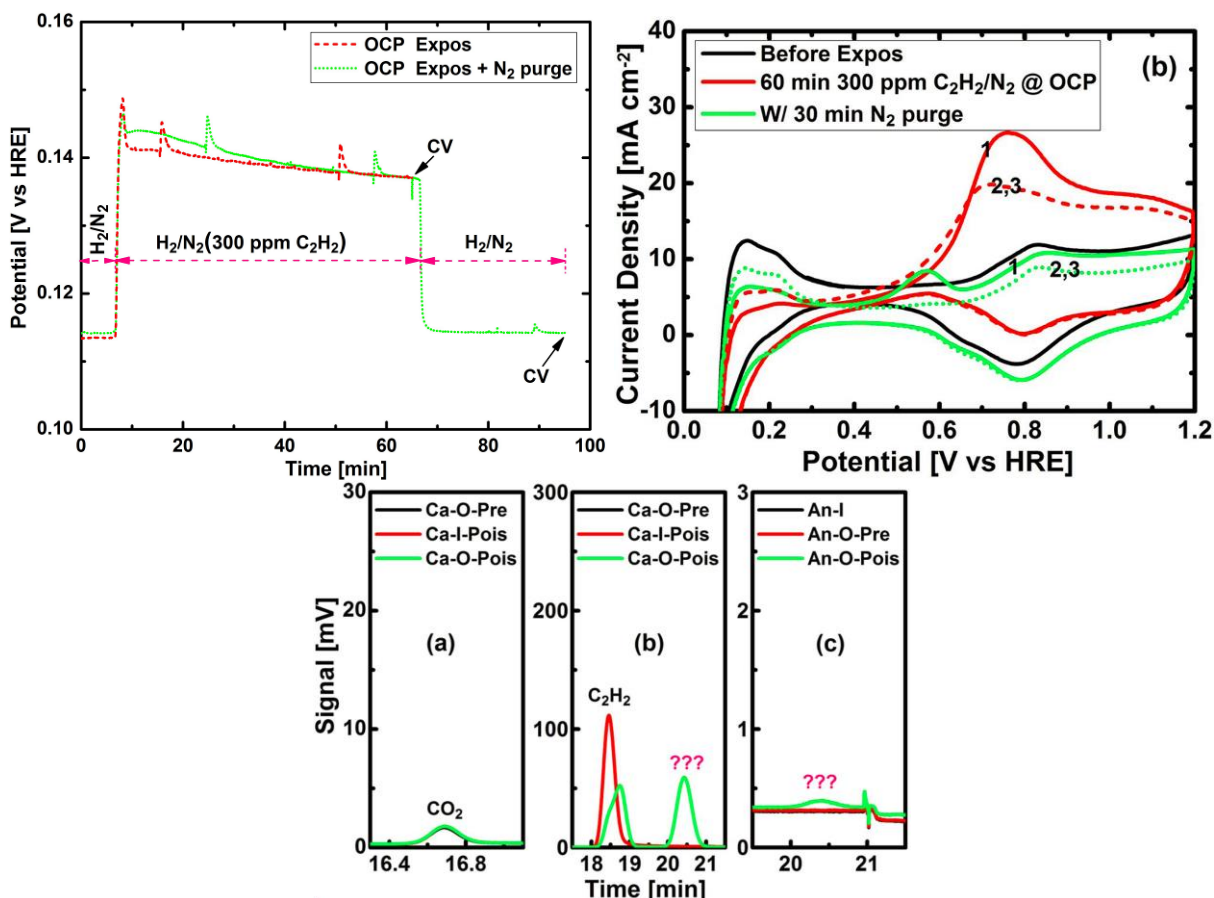 0.16
0.14
0.12
0.10
Potential [V vs HRE]
OCP Expos
OCP Expos + N₂ purge
CV
H₂/N₂
H₂/N₂(300 ppm C₂H₂)
H₂/N₂
CV
0 20 40 60 80 100
Time [min]
40
30
20
10
0
-10
Current Density [mA cm⁻²]
Before Expos
60 min 300 ppm C₂H₂/N₂ @ OCP
W/ 30 min N₂ purge
(b)
1
2,3
1
2,3
0.0 0.2 0.4 0.6 0.8 1.0 1.2
Potential [V vs HRE]
Signal [mV]
30
20
10
0
Ca-O-Pre
Ca-I-Pois
Ca-O-Pois
(a)
CO₂
16.4 16.8
300
200
100
0
Ca-O-Pre
Ca-I-Pois
Ca-O-Pois
(b)
C₂H₂
???
18 19 20 21
3
2
1
0
An-I
An-O-Pre
An-O-Pois
(c)
???
20 21
Time [min]